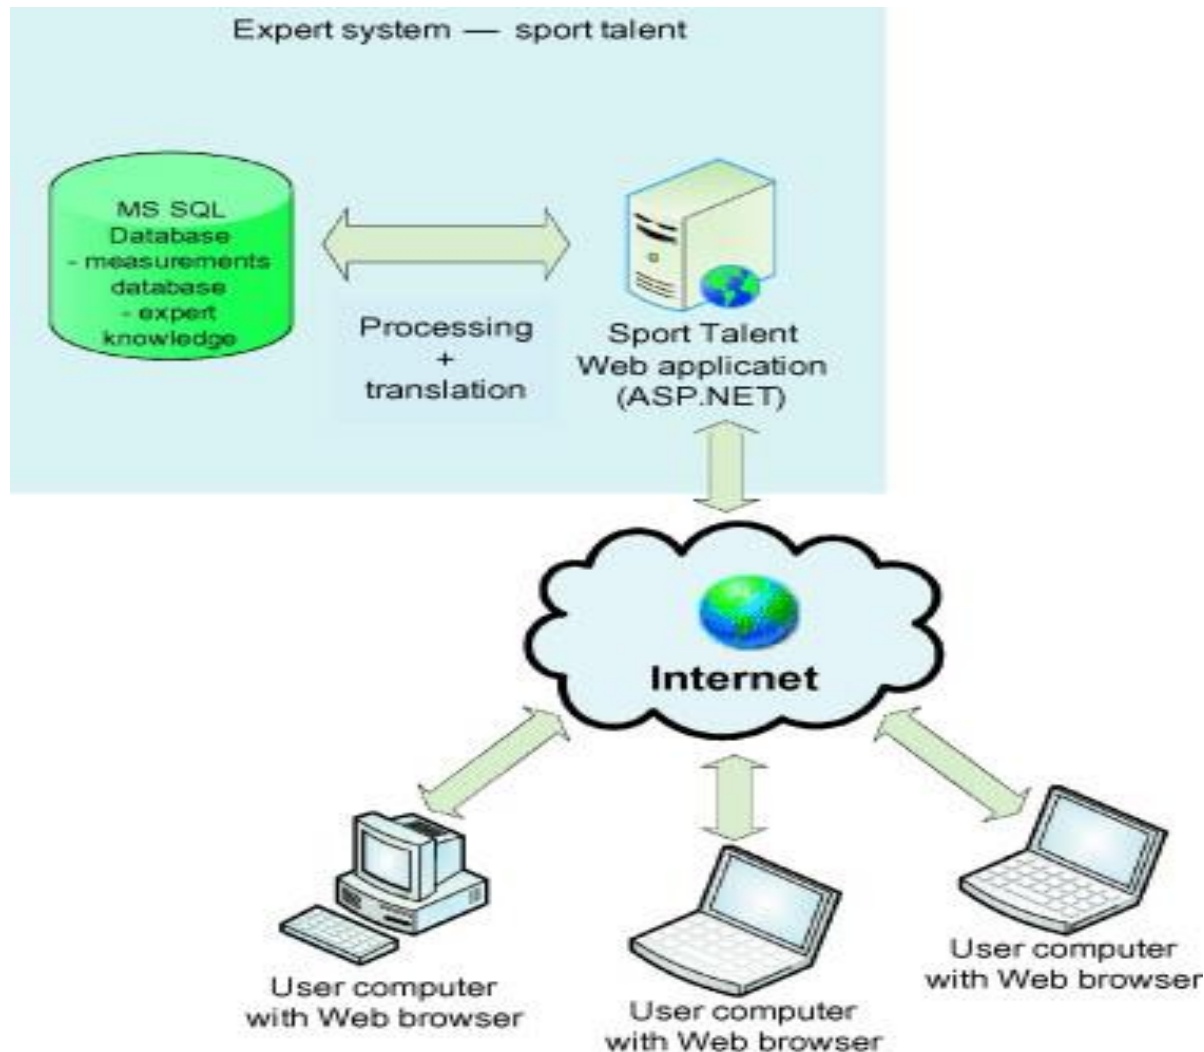 Expert system — sport talent
MS SQL
Database
- measurements
database
- expert
knowledge
Processing
+
translation
Sport Talent
Web application
(ASP.NET)
Internet
User computer
with Web browser
User computer
with Web browser
User computer
with Web browser